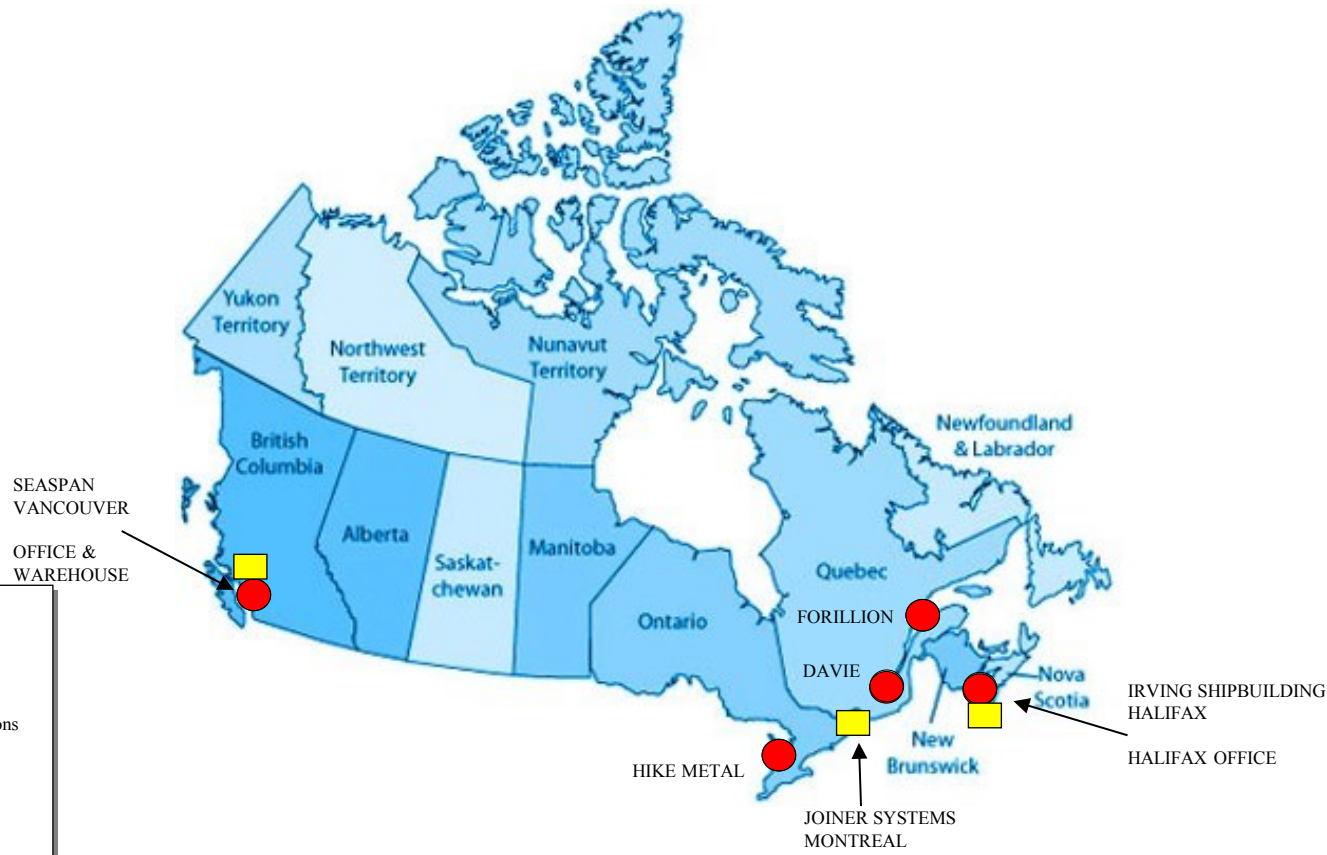 Yukon
Territory
Northwest
Territory
Nunavut
Territory
British
Columbia
Alberta
Saskat-
chewan
Manitoba
Ontario
Quebec
Newfoundland
& Labrador
New
Brunswick
Nova
Scotia
SEASPAN
VANCOUVER
OFFICE &
WAREHOUSE
FORILLION
DAVIE
HIKE METAL
JOINER SYSTEMS
MONTREAL
IRVING SHIPBUILDING
HALIFAX
HALIFAX OFFICE
ons